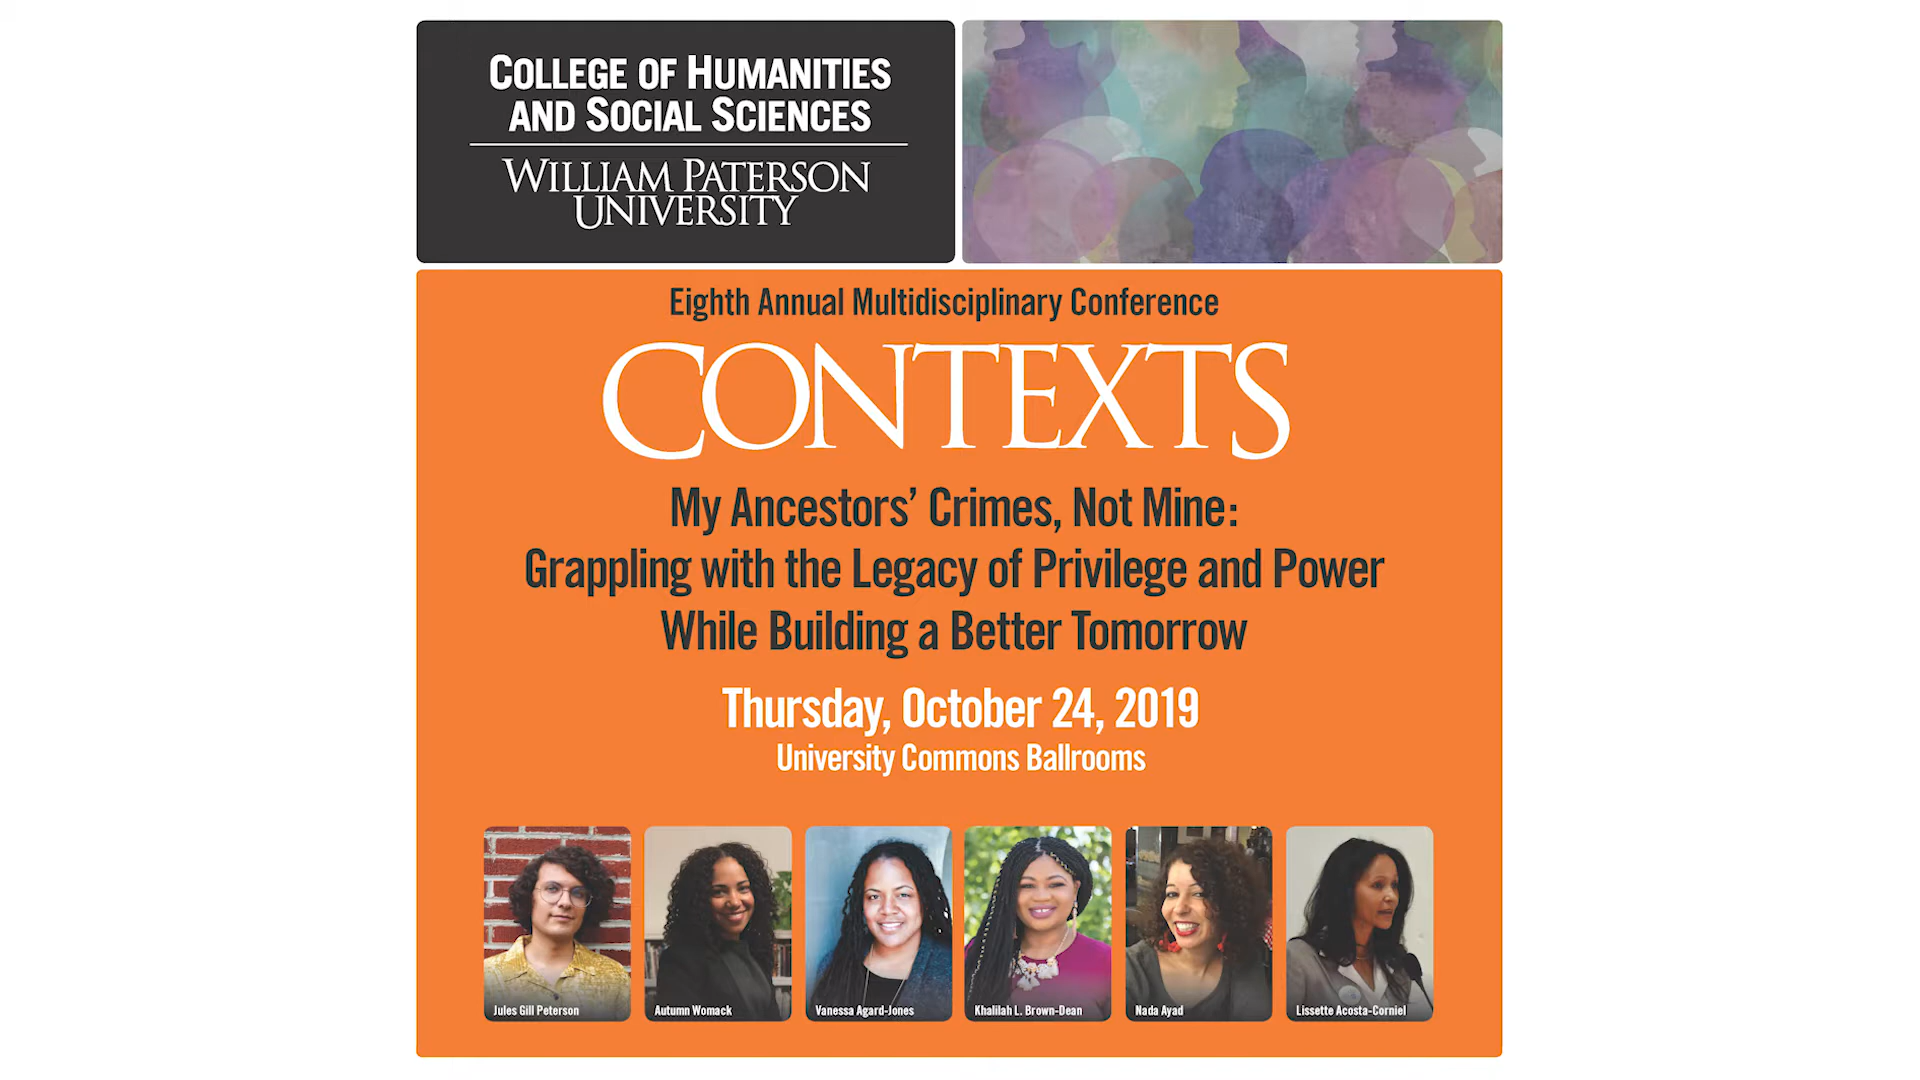 COLLEGE OF HUMANITIES
AND SOCIAL SCIENCES
WILLIAM PATERSON
UNIVERSITY
Eighth Annual Multidisciplinary Conference
CONTEXTS
My Ancestors’ Crimes, Not Mine:
Grappling with the Legacy of Privilege and Power
While Building a Better Tomorrow
Thursday, October 24, 2019
University Commons Ballrooms
Jules Gill Peterson
Autumn Womack
Vanessa Agard-Jones
Khalilah L. Brown-Dean
Nada Ayad
Lissette Acosta-Corniel